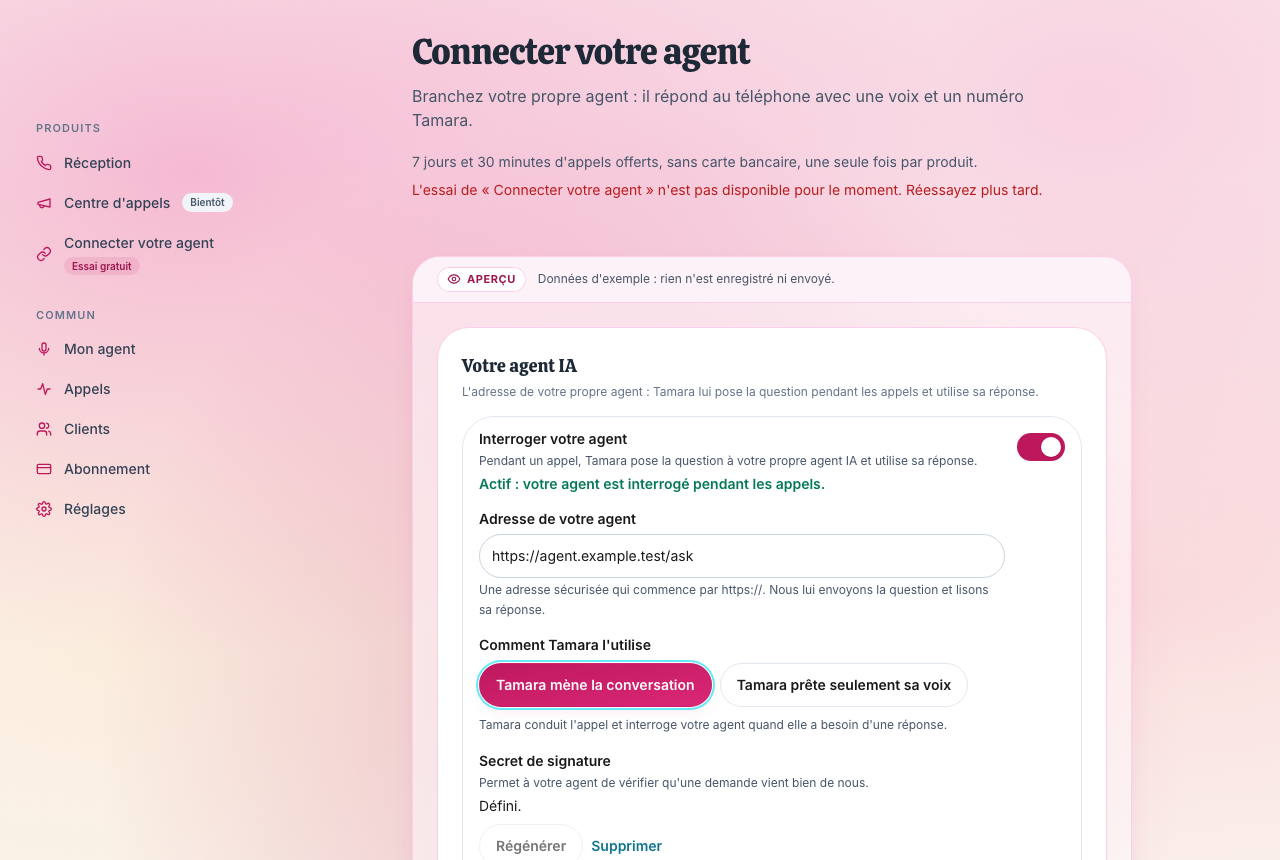 PRODUITS
Réception
Centre d'appels Bientôt
Connecter votre agent
Essai gratuit
COMMUN
Mon agent
Appels
Clients
Abonnement
Réglages
Connecter votre agent
Branchez votre propre agent : il répond au téléphone avec une voix et un numéro
Tamara.
7 jours et 30 minutes d'appels offerts, sans carte bancaire, une seule fois par produit.
L'essai de « Connecter votre agent » n'est pas disponible pour le moment. Réessayez plus tard.
APERÇU Données d'exemple : rien n'est enregistré ni envoyé.
Votre agent IA
L'adresse de votre propre agent : Tamara lui pose la question pendant les appels et utilise sa réponse.
Interroger votre agent
Pendant un appel, Tamara pose la question à votre propre agent IA et utilise sa réponse.
Actif : votre agent est interrogé pendant les appels.
Adresse de votre agent
https://agent.example.test/ask
Une adresse sécurisée qui commence par https://. Nous lui envoyons la question et lisons
sa réponse.
Comment Tamara l'utilise
Tamara mène la conversation Tamara prête seulement sa voix
Tamara conduit l'appel et interroge votre agent quand elle a besoin d'une réponse.
Secret de signature
Permet à votre agent de vérifier qu'une demande vient bien de nous.
Défini.
Régénérer Supprimer